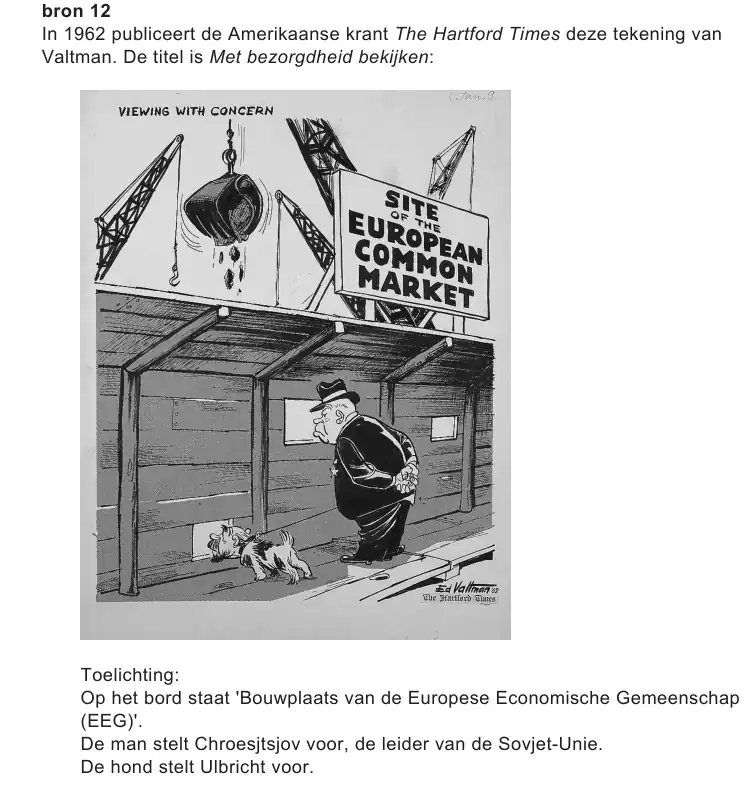 bron 12
In 1962 publiceert de Amerikaanse krant The Hartford Times deze tekening van
Valtman. De titel is Met bezorgdheid bekijken:
(Jan. 9.
VIEWING WITH CONCERN
SITE
OF THE
EUROPEAN
COMMON
MARKET
Ed Valtman '62
The Hartford Times
Toelichting:
Op het bord staat 'Bouwplaats van de Europese Economische Gemeenschap
(EEG)'.
De man stelt Chroesjtsjov voor, de leider van de Sovjet-Unie.
De hond stelt Ulbricht voor.